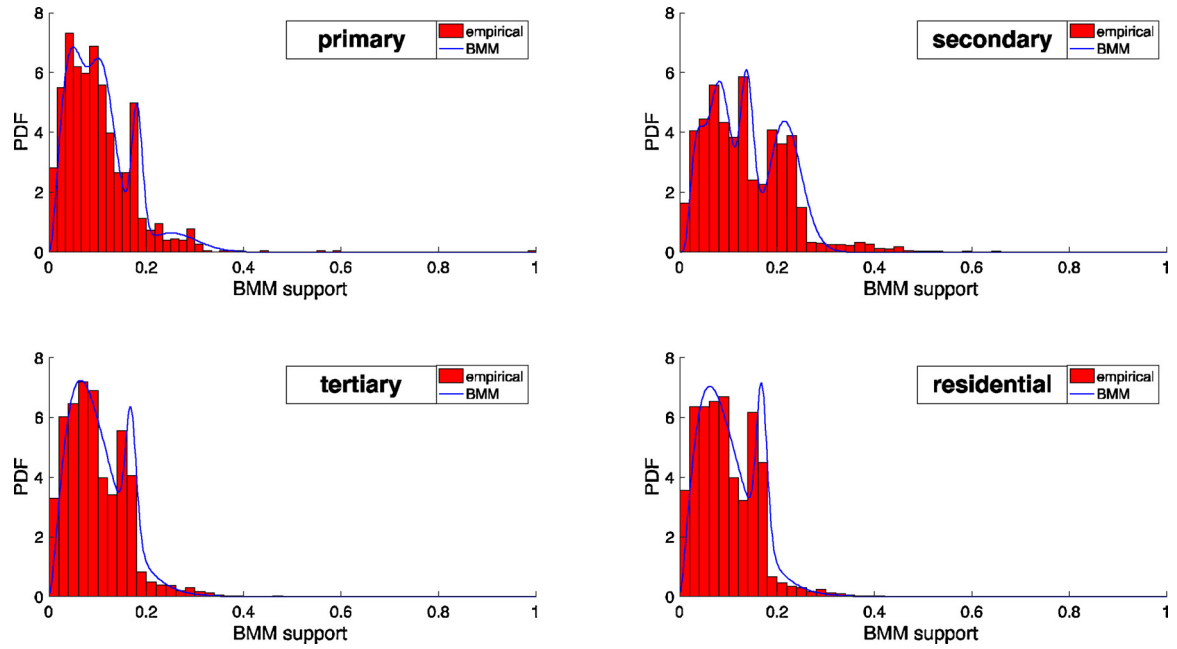 8
6
4
2
0
PDF
primary
empirical
BMM
0 0.2 0.4 0.6 0.8 1
BMM support
8
6
4
2
0
PDF
secondary
empirical
BMM
0 0.2 0.4 0.6 0.8 1
BMM support
8
6
4
2
0
PDF
tertiary
empirical
BMM
0 0.2 0.4 0.6 0.8 1
BMM support
8
6
4
2
0
PDF
residential
empirical
BMM
0 0.2 0.4 0.6 0.8 1
BMM support